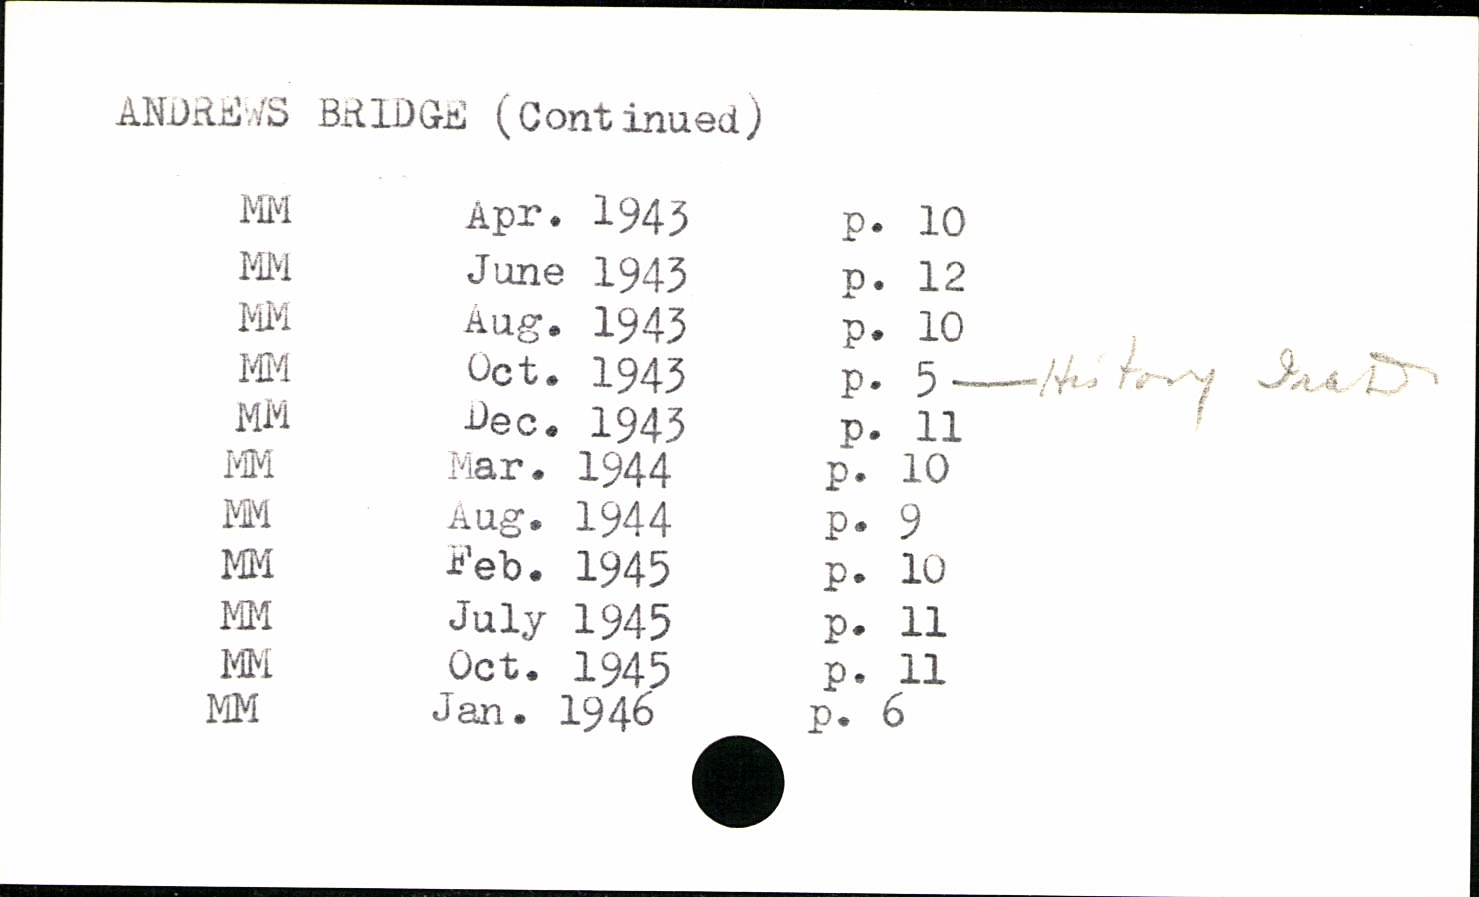 ANDREWS BRIDGE (Continued)
MM Apr. 1943 p. 10
MM June 1943 p. 12
MM Aug. 1943 p. 10
MM Oct. 1943 p. 5 — History
MM Dec. 1943 p. 11
MM Mar. 1944 p. 10
MM Aug. 1944 p. 9
MM Feb. 1945 p. 10
MM July 1945 p. 11
MM Oct. 1945 p. 11
MM Jan. 1946 p. 6